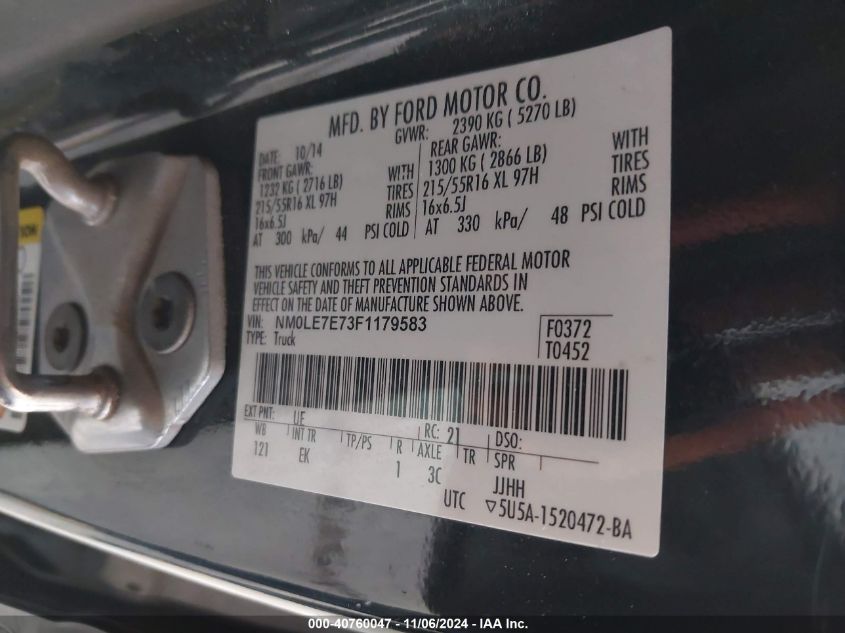 MFD. BY FORD MOTOR CO.
DATE: 10/14 GVWR: 2390 KG ( 5270 LB)
FRONT GAWR: REAR GAWR:
1232 KG ( 2716 LB) WITH 1300 KG ( 2866 LB) WITH
215/55R16 XL 97H TIRES 215/55R16 XL 97H TIRES
16x6.5J RIMS 16x6.5J RIMS
AT 300 kPa/ 44 PSI COLD AT 330 kPa/ 48 PSI COLD
THIS VEHICLE CONFORMS TO ALL APPLICABLE FEDERAL MOTOR
VEHICLE SAFETY AND THEFT PREVENTION STANDARDS IN
EFFECT ON THE DATE OF MANUFACTURE SHOWN ABOVE.
VIN: NM0LE7E73F1179583 F0372
TYPE: Truck T0452
EXT PNT: UE RC: 21 DSO:
WB INT TR TP/PS R AXLE TR SPR
121 EK 1 3C JJHH
UTC ▽5U5A-1520472-BA
000-40760047 - 11/06/2024 - IAA Inc.